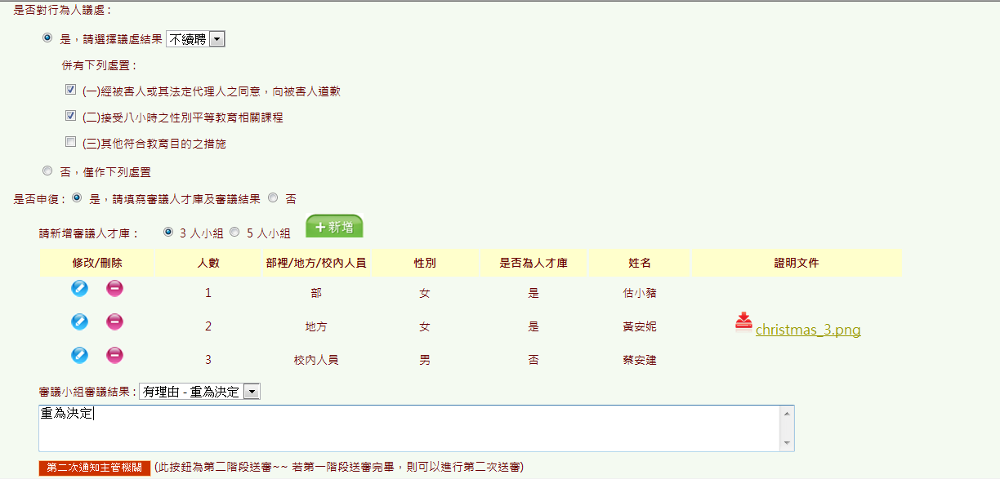 是否對行為人議處：
是，請選擇議處結果 不續聘
併有下列處置：
(一)經被害人或其法定代理人之同意，向被害人道歉
(二)接受八小時之性別平等教育相關課程
(三)其他符合教育目的之措施
否，僅作下列處置
是否申復： 是，請填寫審議人才庫及審議結果 否
請新增審議人才庫： 3 人小組 5 人小組 +新增
修改/刪除 人數 部裡/地方/校內人員 性別 是否為人才庫 姓名 證明文件
1 部 女 是 估小豬
2 地方 女 是 黃安妮 christmas_3.png
3 校內人員 男 否 蔡安建
審議小組審議結果： 有理由 - 重為決定
重為決定
第二次通知主管機關 (此按鈕為第二階段送審~~ 若第一階段送審完畢，則可以進行第二次送審)